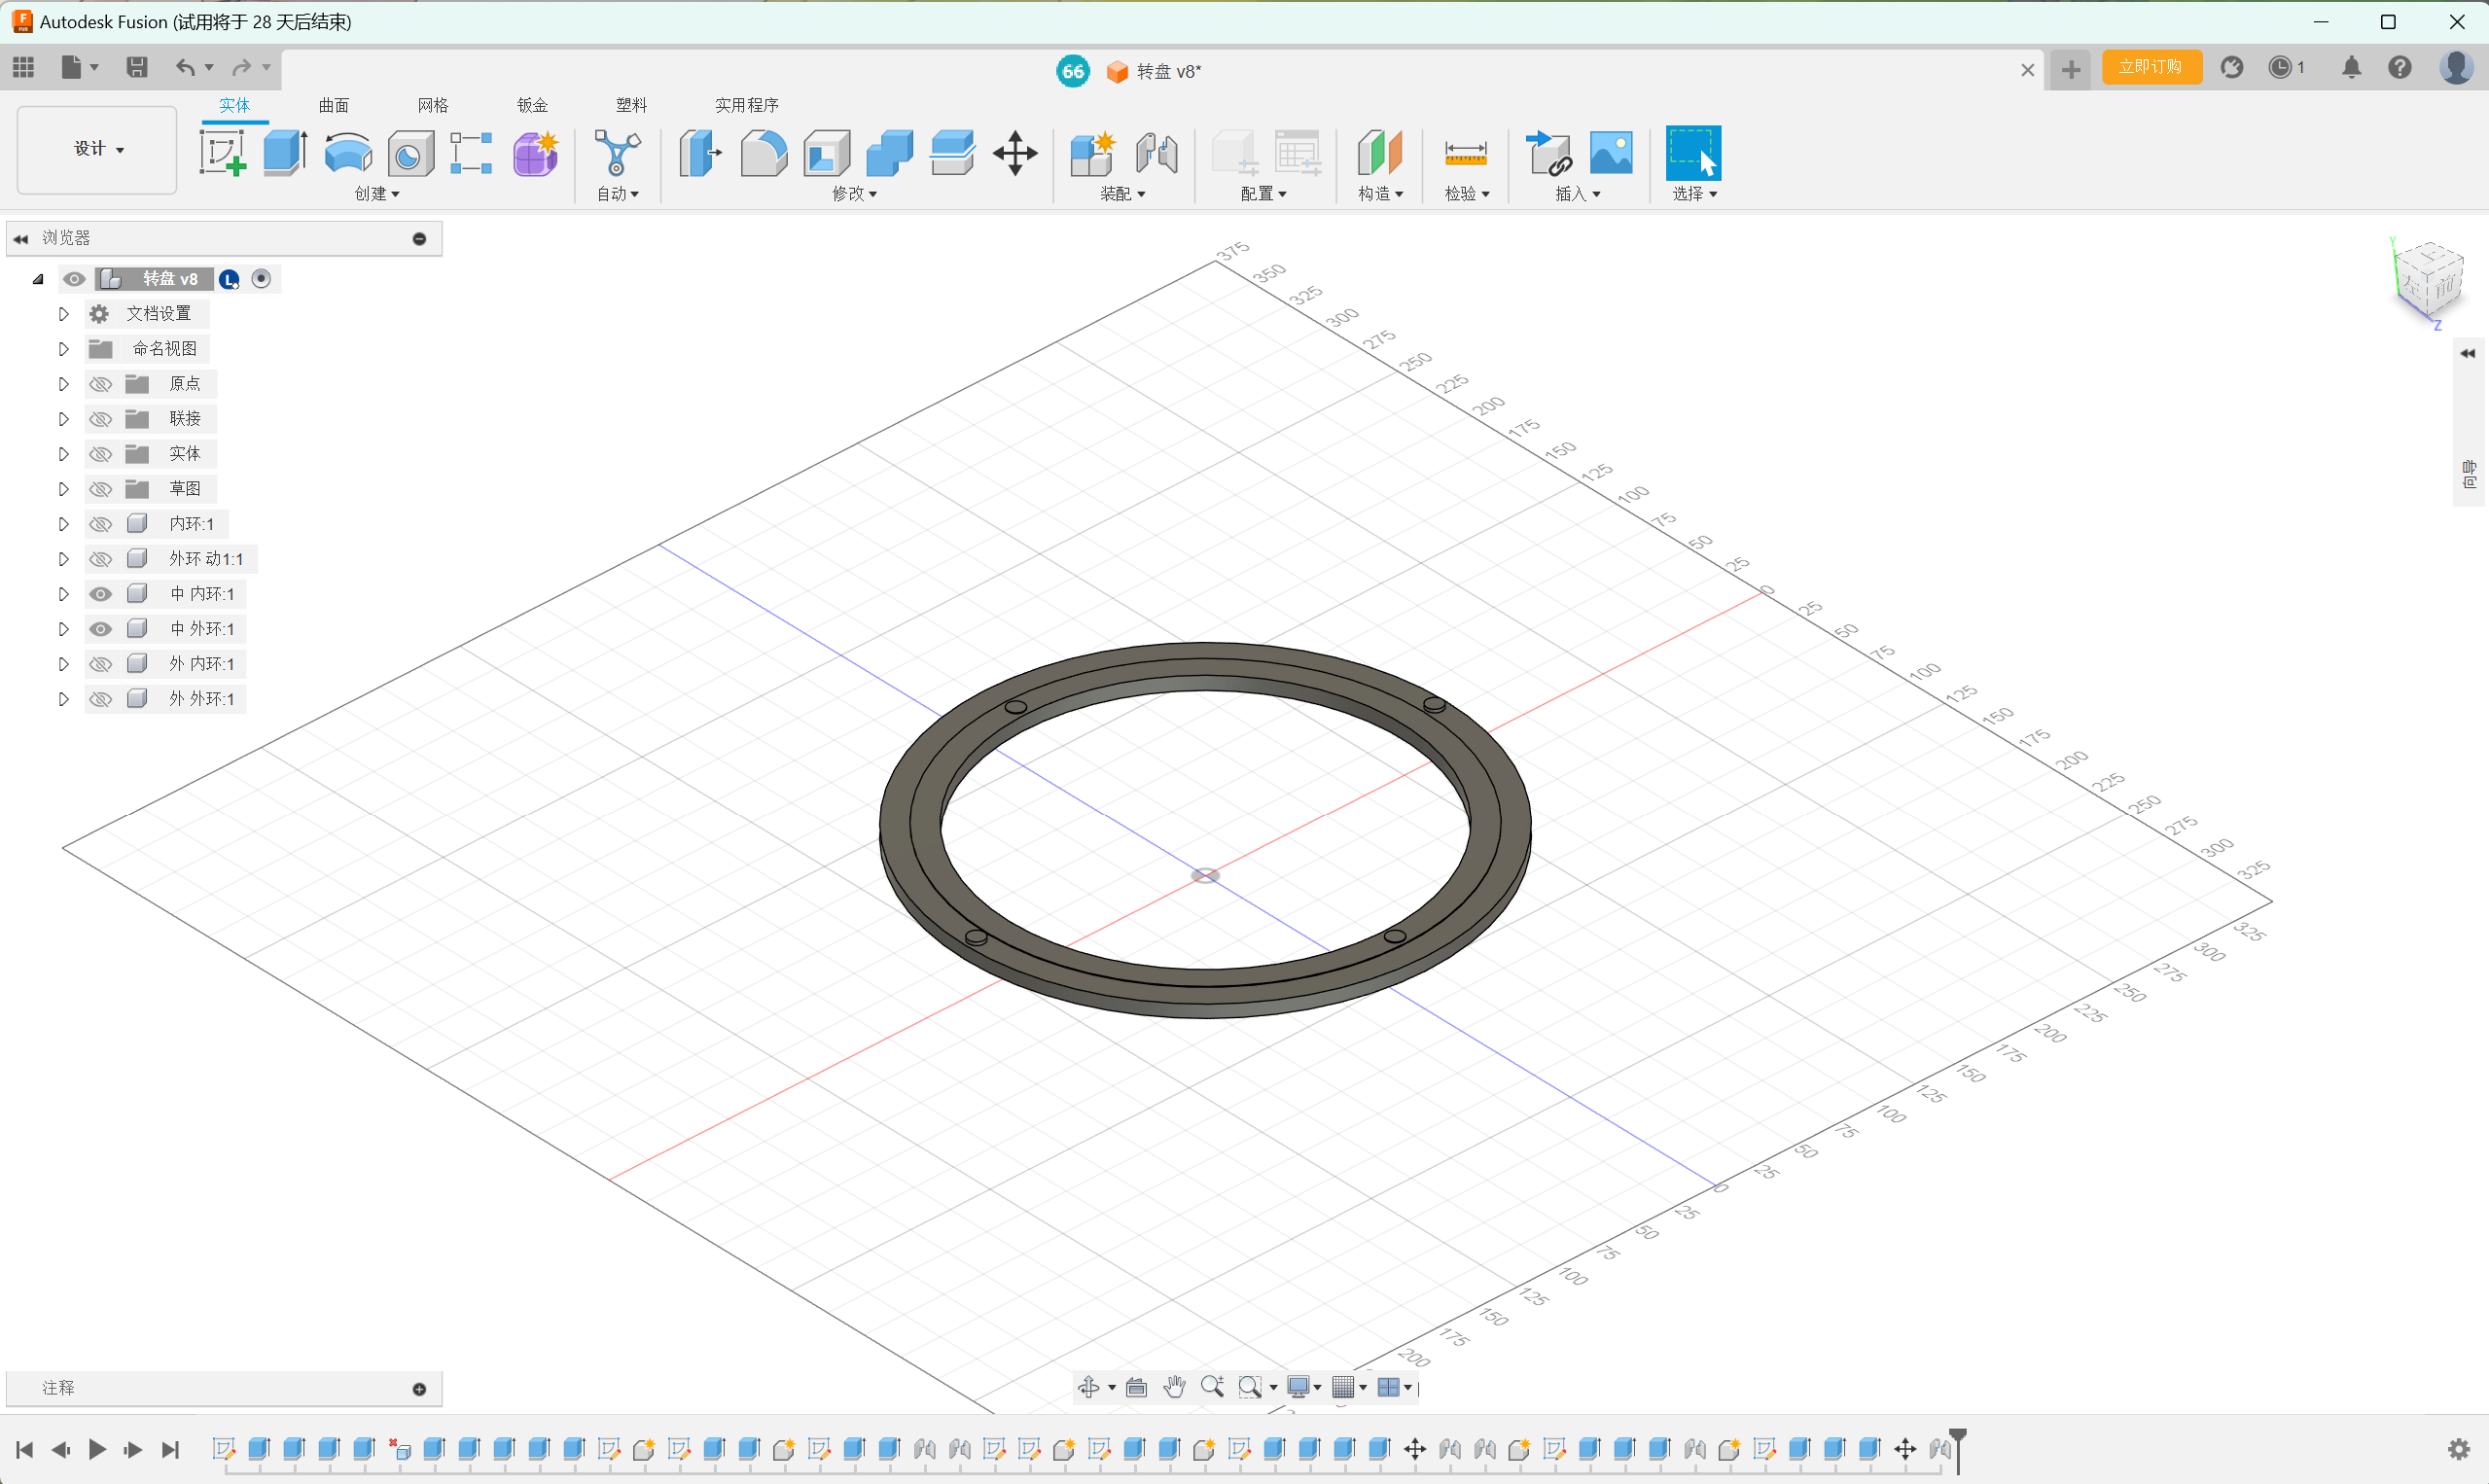 Autodesk Fusion (试用将于 28 天后结束)
66 转盘 v8*
立即订购
1
实体 曲面 网格 钣金 塑料 实用程序
设计
创建 自动 修改 装配 配置 构造 检验 插入 选择
浏览器
转盘 v8
文档设置
命名视图
原点
联接
实体
草图
内环:1
外环 动1:1
中 内环:1
中 外环:1
外 内环:1
外 外环:1
Y
上
左
前
Z
向导
375
350
325
300
275
250
225
200
175
150
125
100
75
50
25
0
25
50
75
100
125
150
175
200
225
250
275
300
325
325
300
275
250
225
200
175
150
125
100
75
50
25
0
25
50
75
100
125
150
175
200
注释